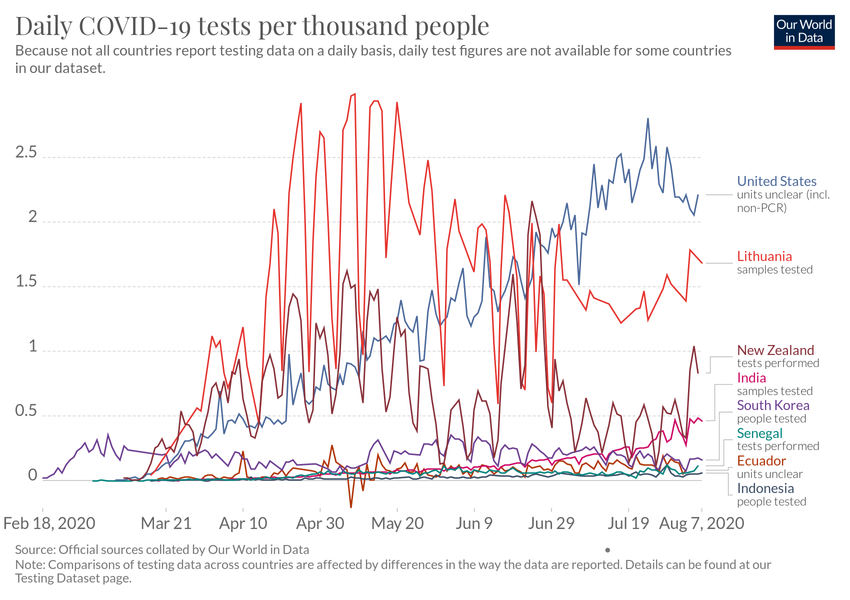 Daily COVID-19 tests per thousand people
Our World
in Data
Because not all countries report testing data on a daily basis, daily test figures are not available for some countries
in our dataset.
2.5
2
1.5
1
0.5
0
United States
units unclear (incl.
non-PCR)
Lithuania
samples tested
New Zealand
tests performed
India
samples tested
South Korea
people tested
Senegal
tests performed
Ecuador
units unclear
Indonesia
people tested
Feb 18, 2020 Mar 21 Apr 10 Apr 30 May 20 Jun 9 Jun 29 Jul 19 Aug 7, 2020
Source: Official sources collated by Our World in Data
Note: Comparisons of testing data across countries are affected by differences in the way the data are reported. Details can be found at our
Testing Dataset page.